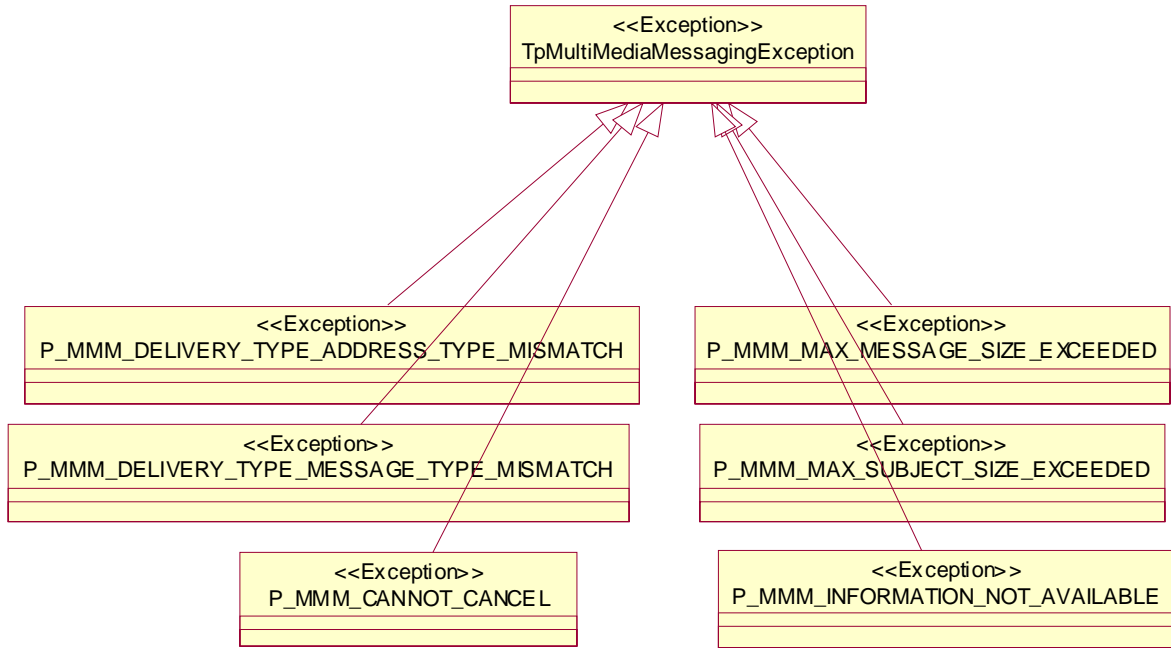 <<Exception>>
TpMultiMediaMessagingException
<<Exception>>
P_MMM_DELIVERY_TYPE_ADDRESS_TYPE_MISMATCH
<<Exception>>
P_MMM_MAX_MESSAGE_SIZE_EXCEEDED
<<Exception>>
P_MMM_DELIVERY_TYPE_MESSAGE_TYPE_MISMATCH
<<Exception>>
P_MMM_MAX_SUBJECT_SIZE_EXCEEDED
<<Exception>>
P_MMM_CANNOT_CANCEL
<<Exception>>
P_MMM_INFORMATION_NOT_AVAILABLE